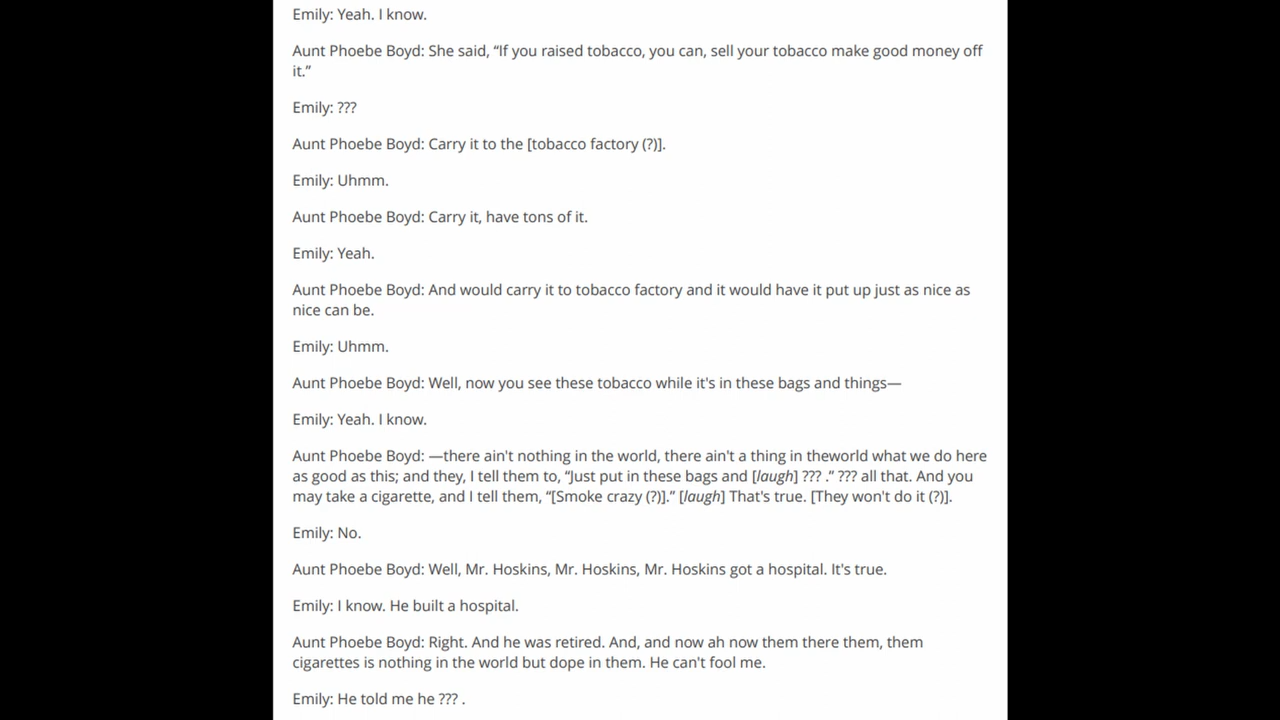 Emily: Yeah. I know.
Aunt Phoebe Boyd: She said, “If you raised tobacco, you can, sell your tobacco make good money off
it.”
Emily: ???
Aunt Phoebe Boyd: Carry it to the [tobacco factory (?)].
Emily: Uhmm.
Aunt Phoebe Boyd: Carry it, have tons of it.
Emily: Yeah.
Aunt Phoebe Boyd: And would carry it to tobacco factory and it would have it put up just as nice as
nice can be.
Emily: Uhmm.
Aunt Phoebe Boyd: Well, now you see these tobacco while it's in these bags and things—
Emily: Yeah. I know.
Aunt Phoebe Boyd: —there ain't nothing in the world, there ain't a thing in theworld what we do here
as good as this; and they, I tell them to, “Just put in these bags and [laugh] ??? .” ??? all that. And you
may take a cigarette, and I tell them, “[Smoke crazy (?)].” [laugh] That's true. [They won't do it (?)].
Emily: No.
Aunt Phoebe Boyd: Well, Mr. Hoskins, Mr. Hoskins, Mr. Hoskins got a hospital. It's true.
Emily: I know. He built a hospital.
Aunt Phoebe Boyd: Right. And he was retired. And, and now ah now them there them, them
cigarettes is nothing in the world but dope in them. He can't fool me.
Emily: He told me he ??? .